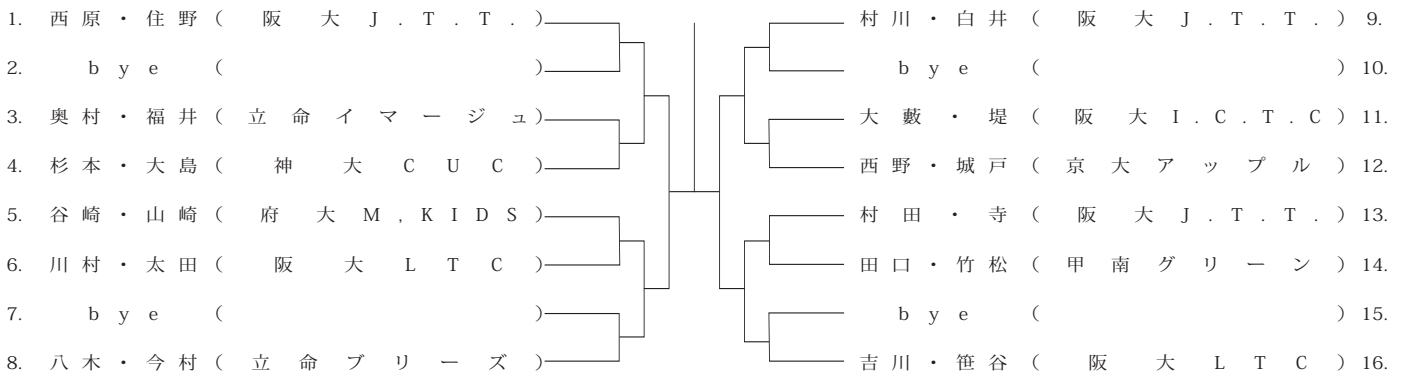 1. 西原・住野(阪大J.T.T.)
2. bye ( )
3. 奥村・福井(立命イマージュ)
4. 杉本・大島(神大CUC)
5. 谷崎・山崎(府大M,KIDS)
6. 川村・太田(阪大LTC)
7. bye ( )
8. 八木・今村(立命ブリーズ)
村川・白井(阪大J.T.T.) 9.
bye ( ) 10.
大藪・堤(阪大I.C.T.C) 11.
西野・城戸(京大アップル) 12.
村田・寺(阪大J.T.T.) 13.
田口・竹松(甲南グリーン) 14.
bye ( ) 15.
吉川・笹谷(阪大LTC) 16.